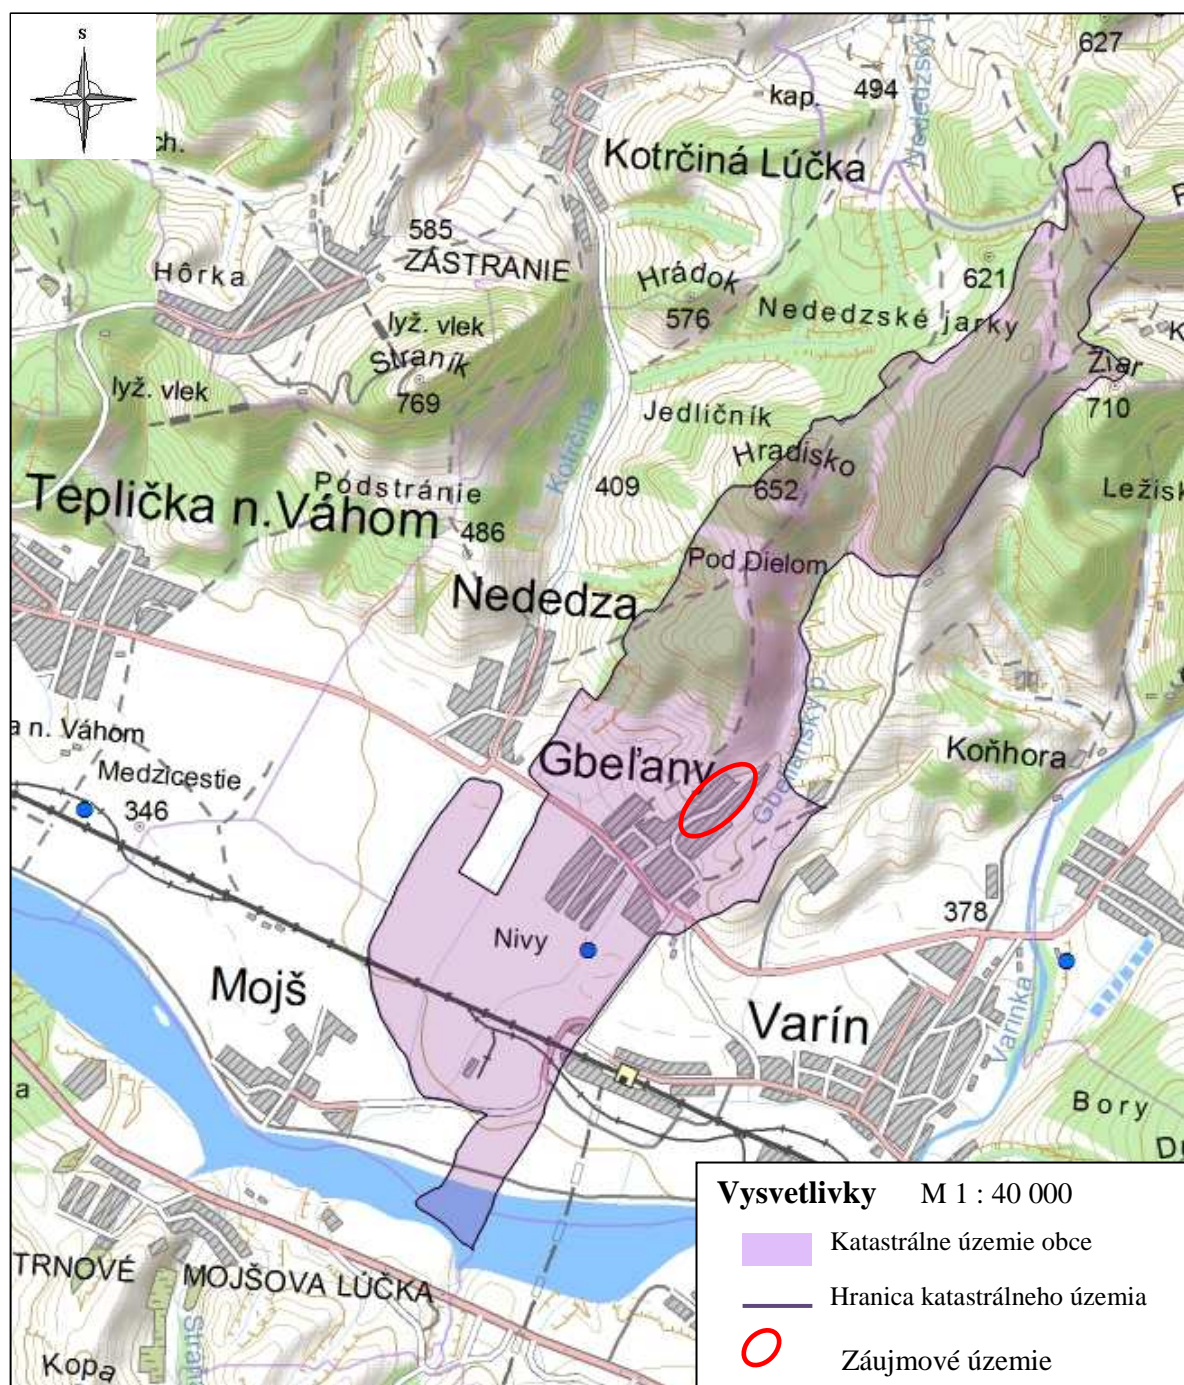 S
627
ch.
kap.
494
Nededzský
Kotrčiná Lúčka
585
ZÁSTRANIE
Hôrka
Hrádok
576
621
Nededzské jarky
lyž. vlek
Straník
769
lyž. vlek
Žiar
710
K
Jedličník
Kotrčina
Hradisko
652
409
Podstránie
486
Ležisk
Teplička n.Váhom
Pod Dielom
Nededza
Gbeliansky p.
a n. Váhom
Medzicestie
346
Gbeľany
Koňhora
378
Nivy
Mojš
Varín
Varínka
a
Bory
TRNOVÉ
MOJŠOVA LÚČKA
Kopa
Vysvetlivky M 1 : 40 000
Katastrálne územie obce
Hranica katastrálneho územia
Záujmové územie